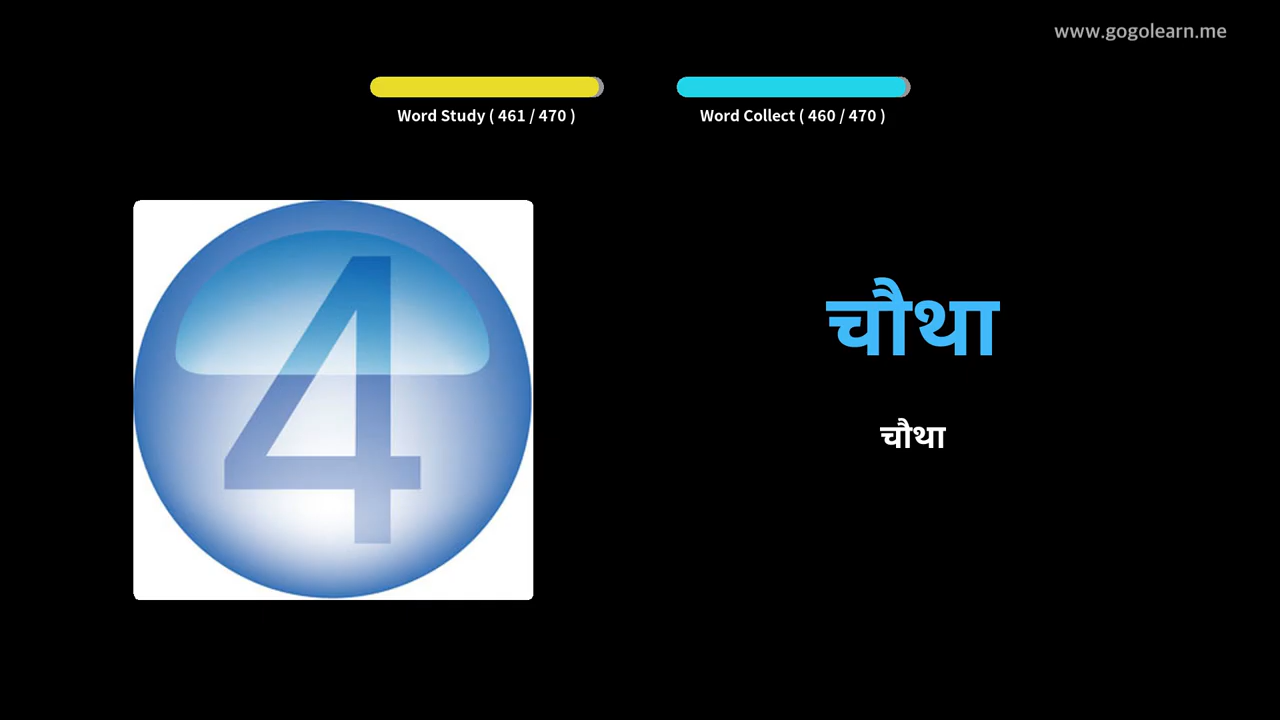 www.gogolearn.me
Word Study ( 461 / 470 )
Word Collect ( 460 / 470 )
4
चौथा
चौथा